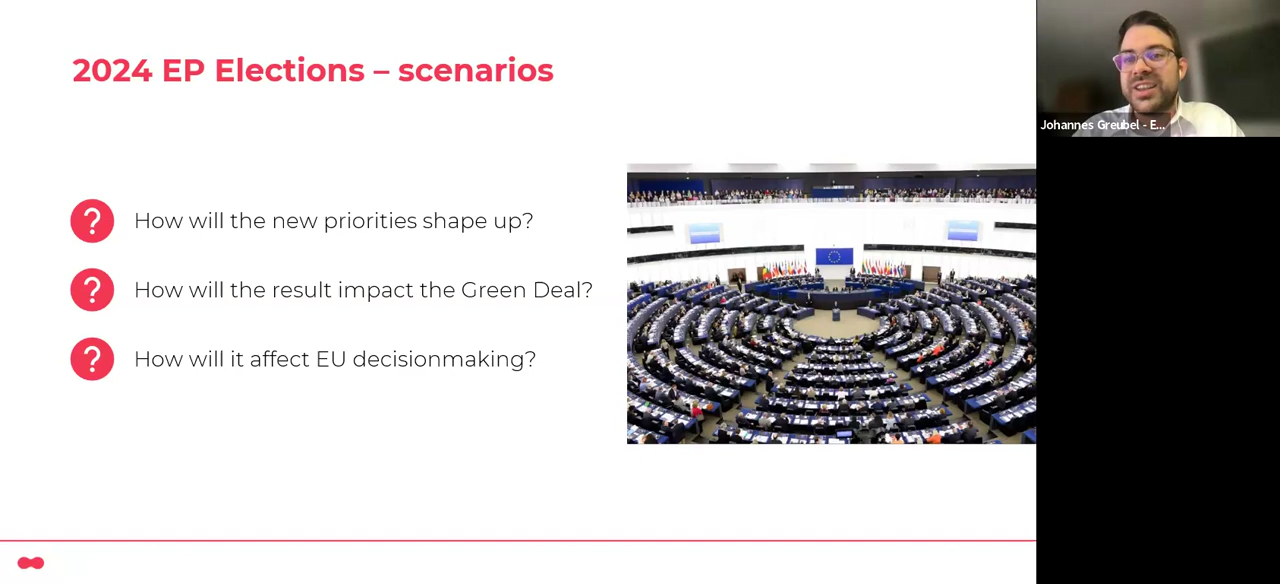 2024 EP Elections – scenarios
How will the new priorities shape up?
How will the result impact the Green Deal?
How will it affect EU decisionmaking?
Johannes Greubel - E...